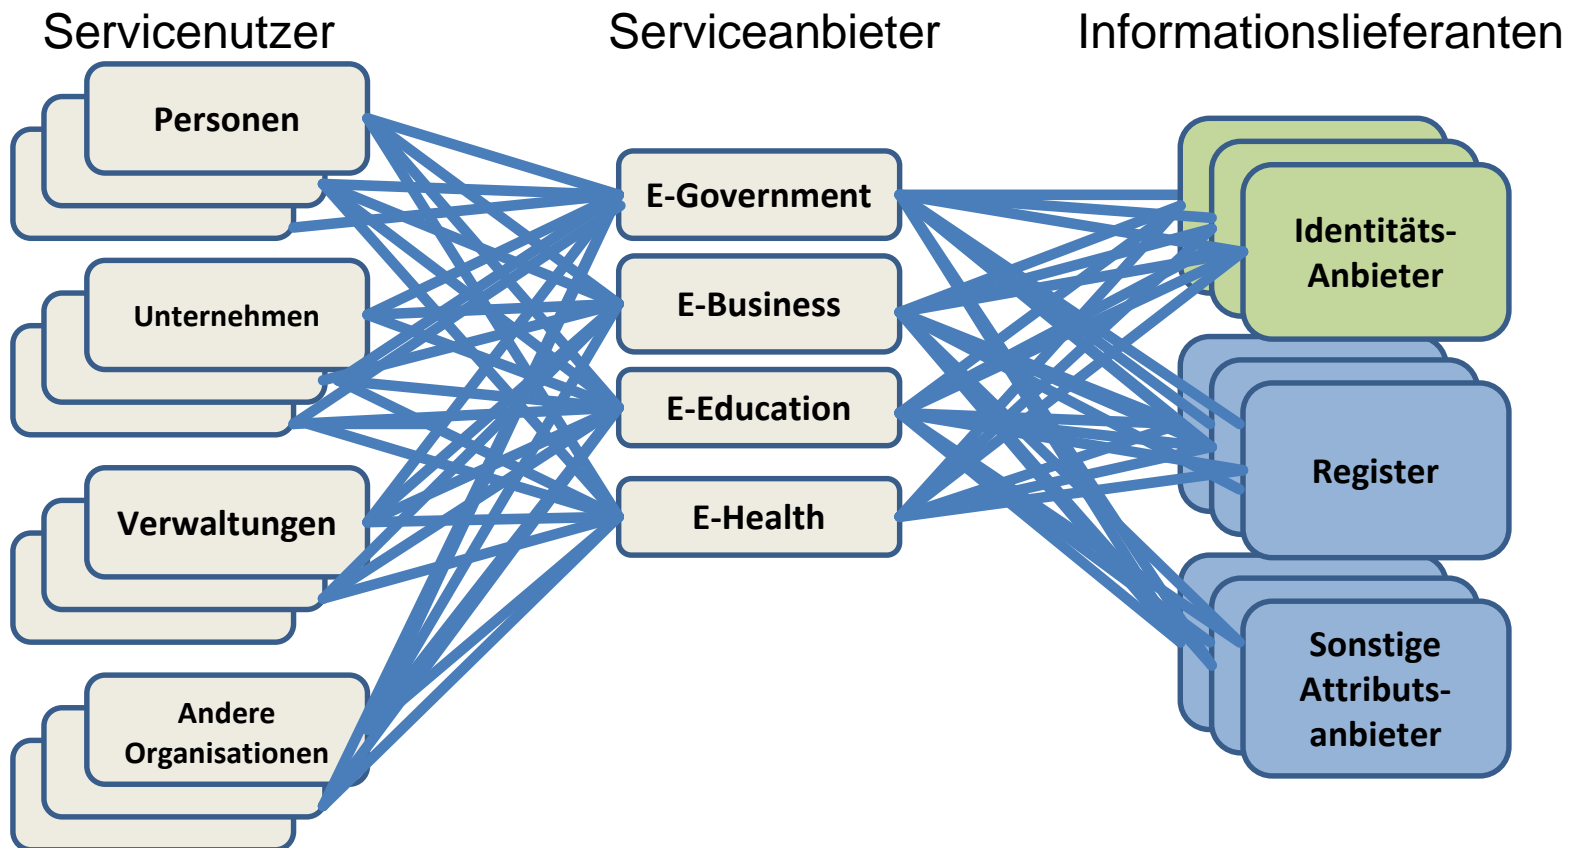 Servicenutzer
Serviceanbieter
Informationslieferanten
Personen
Unternehmen
Verwaltungen
Andere
Organisationen
E-Government
E-Business
E-Education
E-Health
Identitäts-
Anbieter
Register
Sonstige
Attributs-
anbieter